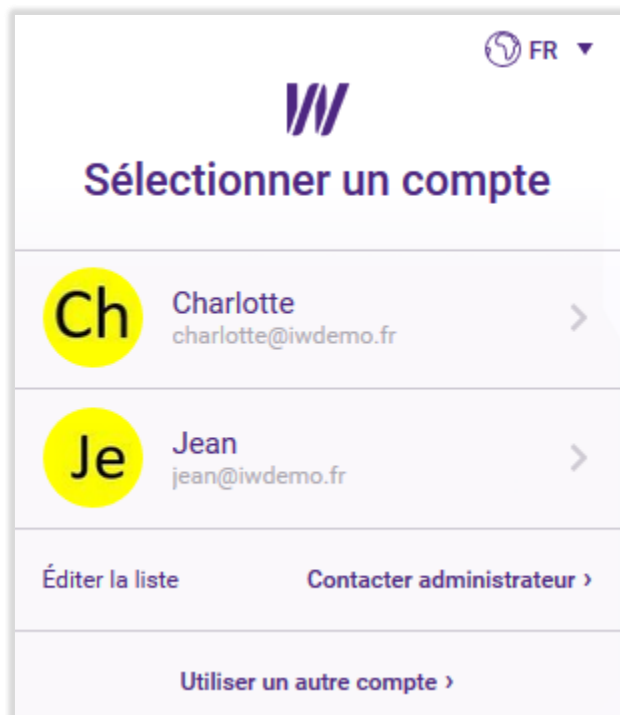 FR
Sélectionner un compte
Ch
Charlotte
charlotte@iwdemo.fr
Je
Jean
jean@iwdemo.fr
Éditer la liste
Contacter administrateur ›
Utiliser un autre compte ›